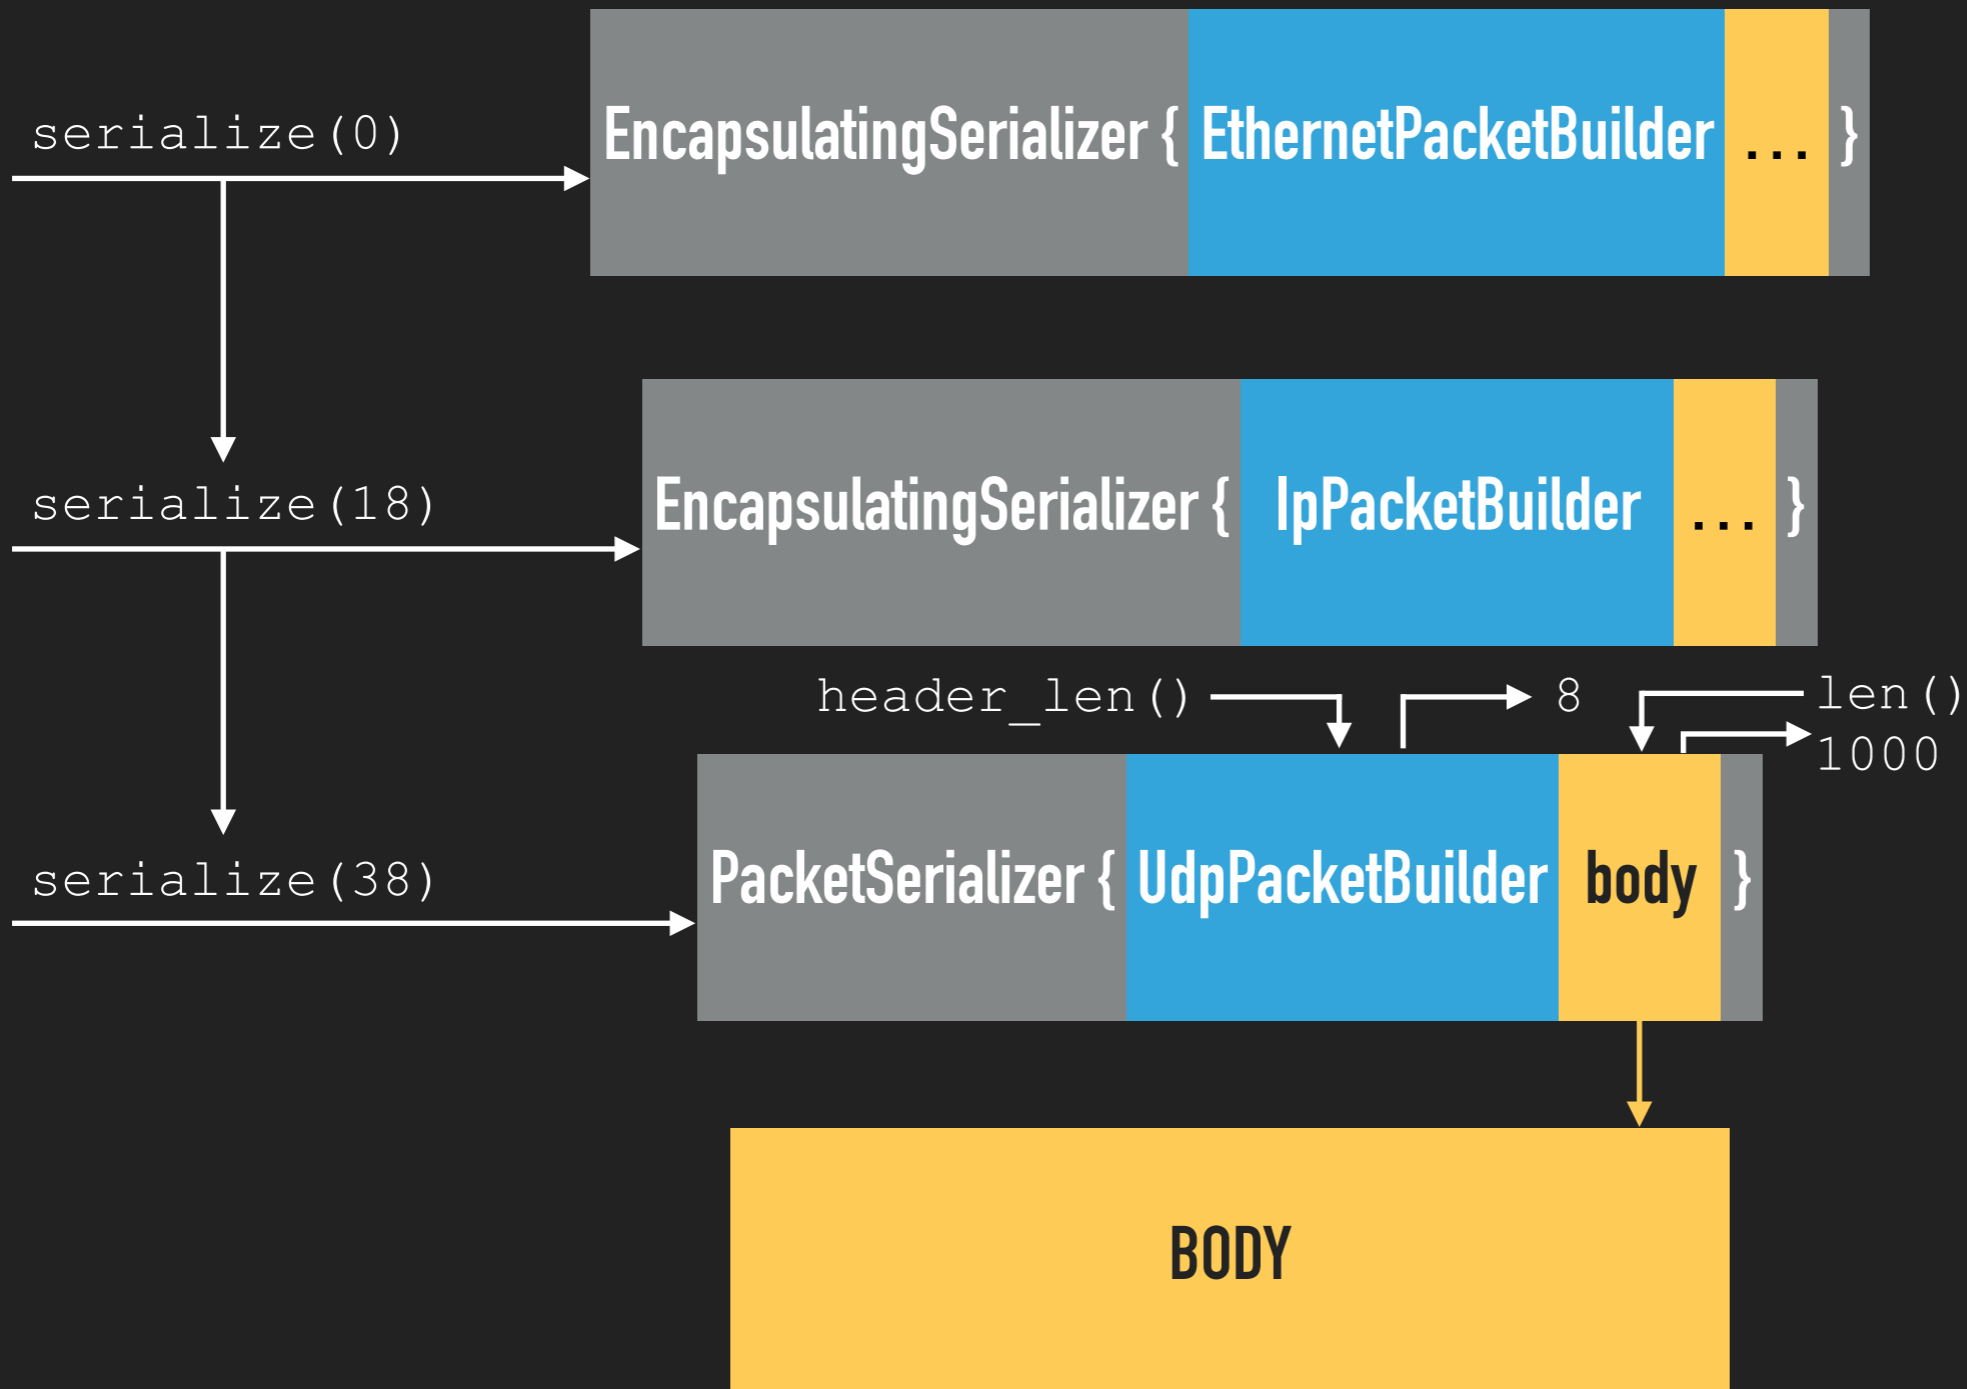 serialize(0)
EncapsulatingSerializer { EthernetPacketBuilder ... }
serialize(18)
EncapsulatingSerializer { IpPacketBuilder ... }
header_len() 8 len()
1000
serialize(38)
PacketSerializer { UdpPacketBuilder body }
BODY